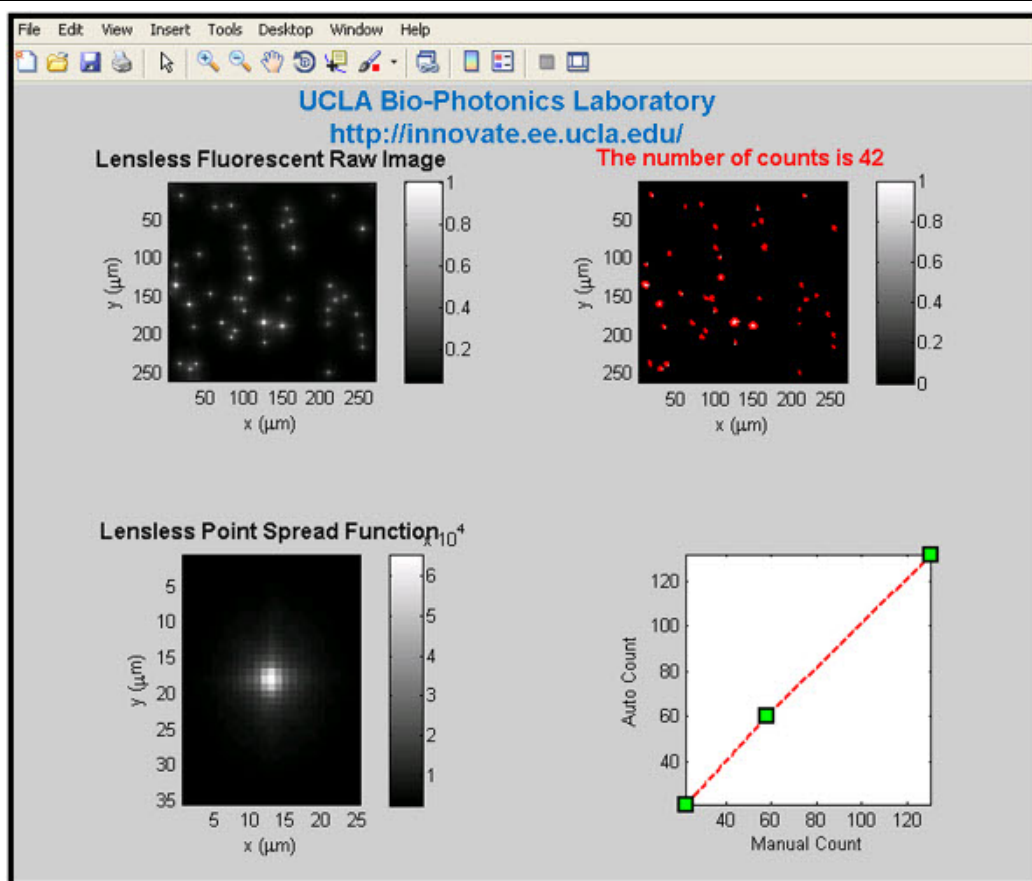 File Edit View Insert Tools Desktop Window Help
UCLA Bio-Photonics Laboratory
http://innovate.ee.ucla.edu/
Lensless Fluorescent Raw Image
50
100
150
200
250
y (μm)
50 100 150 200 250
x (μm)
1
0.8
0.6
0.4
0.2
The number of counts is 42
50
100
150
200
250
y (μm)
50 100 150 200 250
x (μm)
1
0.8
0.6
0.4
0.2
0
Lensless Point Spread Function
x 10⁴
5
10
15
20
25
30
35
y (μm)
5 10 15 20 25
x (μm)
6
5
4
3
2
1
120
100
80
60
40
Auto Count
40 60 80 100 120
Manual Count